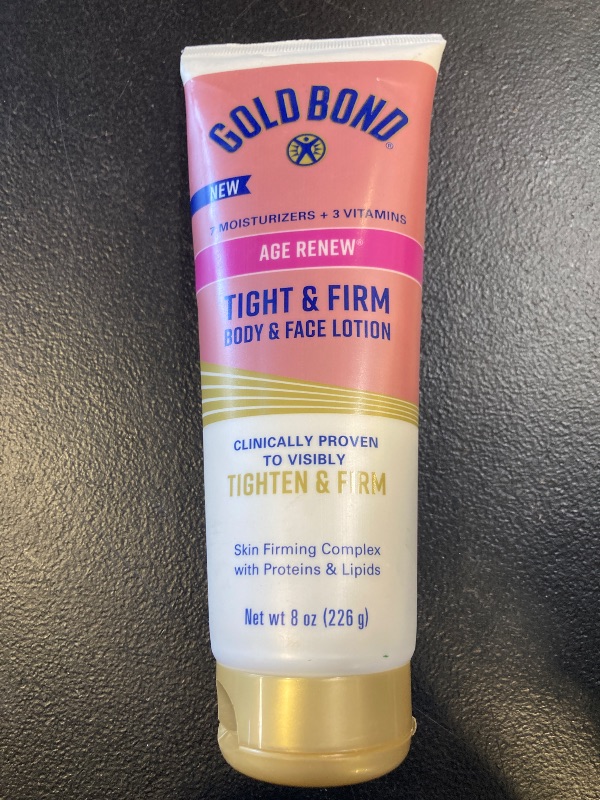 GOLD BOND®
NEW
7 MOISTURIZERS + 3 VITAMINS
AGE RENEW®
TIGHT & FIRM
BODY & FACE LOTION
CLINICALLY PROVEN
TO VISIBLY
TIGHTEN & FIRM
Skin Firming Complex
with Proteins & Lipids
Net wt 8 oz (226 g)